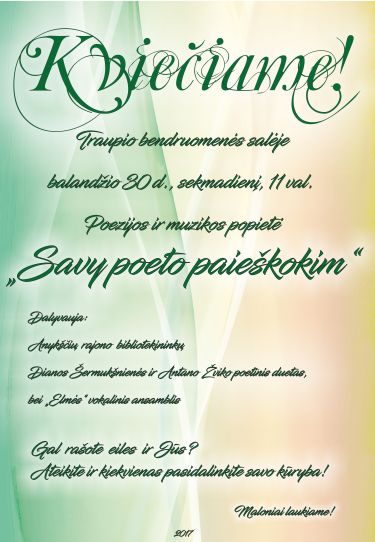 Kviečiame!
Traupio bendruomenės salėje
balandžio 30 d., sekmadienį, 11 val.
Poezijos ir muzikos popietė
„Savy poeto paieškokim“
Dalyvauja:
Anykščių rajono bibliotekininkų
Dianos Šermukšnienės ir Antano Žviko poetinis duetas,
bei „Elmės“ vokalinis ansamblis
Gal rašote eiles ir Jūs?
Ateikite ir kiekvienas pasidalinkite savo kūryba!
Maloniai laukiame!
2017